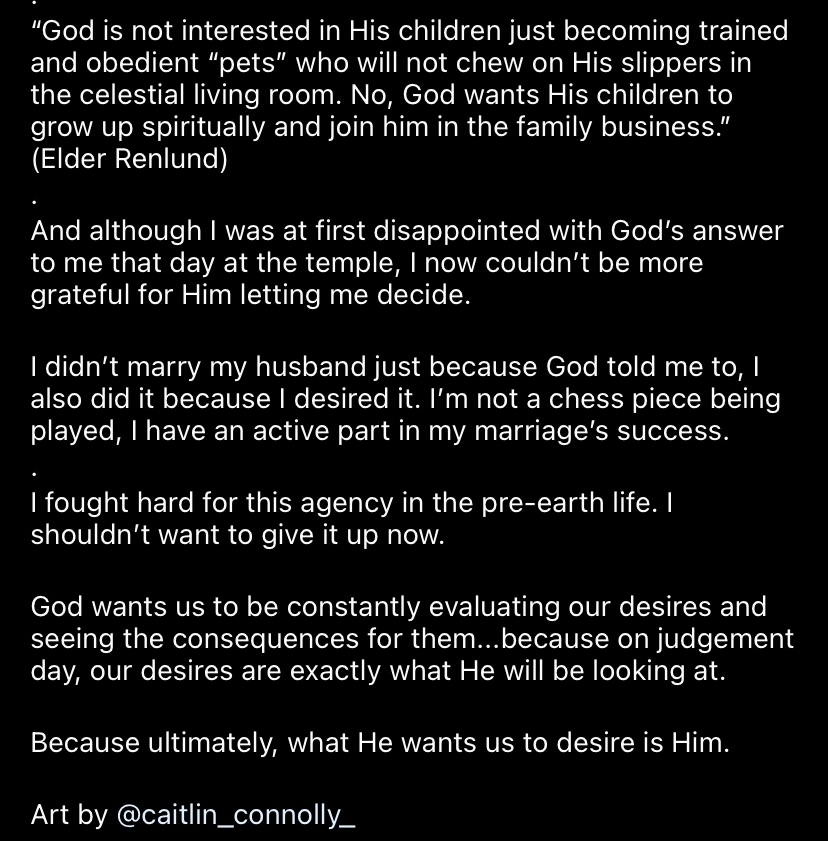 .
“God is not interested in His children just becoming trained
and obedient “pets” who will not chew on His slippers in
the celestial living room. No, God wants His children to
grow up spiritually and join him in the family business.”
(Elder Renlund)
.
And although I was at first disappointed with God’s answer
to me that day at the temple, I now couldn’t be more
grateful for Him letting me decide.
I didn’t marry my husband just because God told me to, I
also did it because I desired it. I’m not a chess piece being
played, I have an active part in my marriage’s success.
.
I fought hard for this agency in the pre-earth life. I
shouldn’t want to give it up now.
God wants us to be constantly evaluating our desires and
seeing the consequences for them...because on judgement
day, our desires are exactly what He will be looking at.
Because ultimately, what He wants us to desire is Him.
Art by @caitlin_connolly_